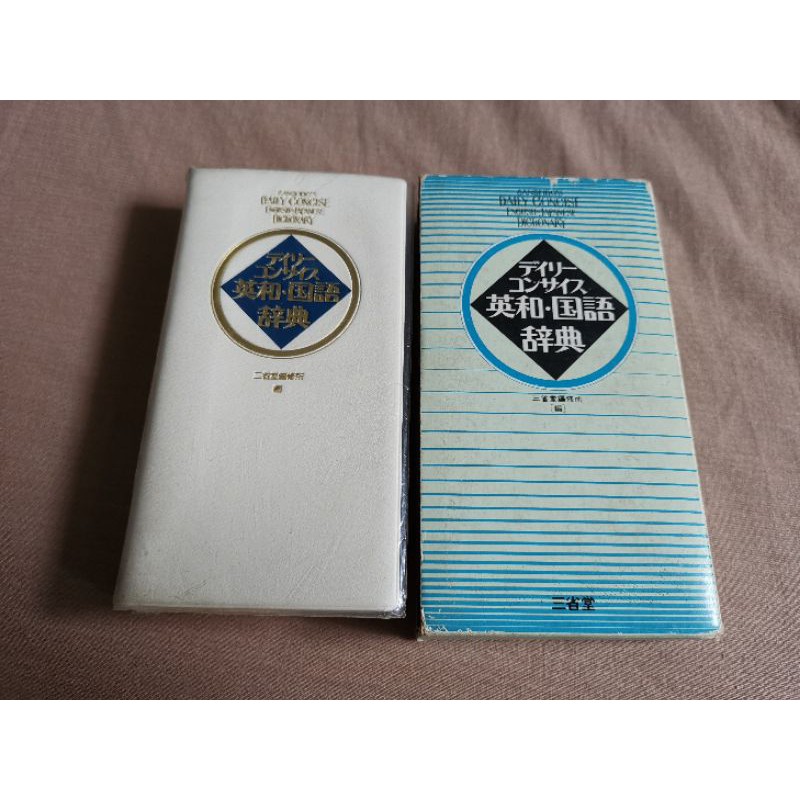 DAILY CONCISE
ENGLISH-JAPANESE
DICTIONARY
デイリー
コンサイス
英和・国語
辞典
三省堂編修所
編
SANSEIDO'S
DAILY CONCISE
ENGLISH-JAPANESE
DICTIONARY
デイリー
コンサイス
英和・国語
辞典
三省堂編修所
[編]
三省堂